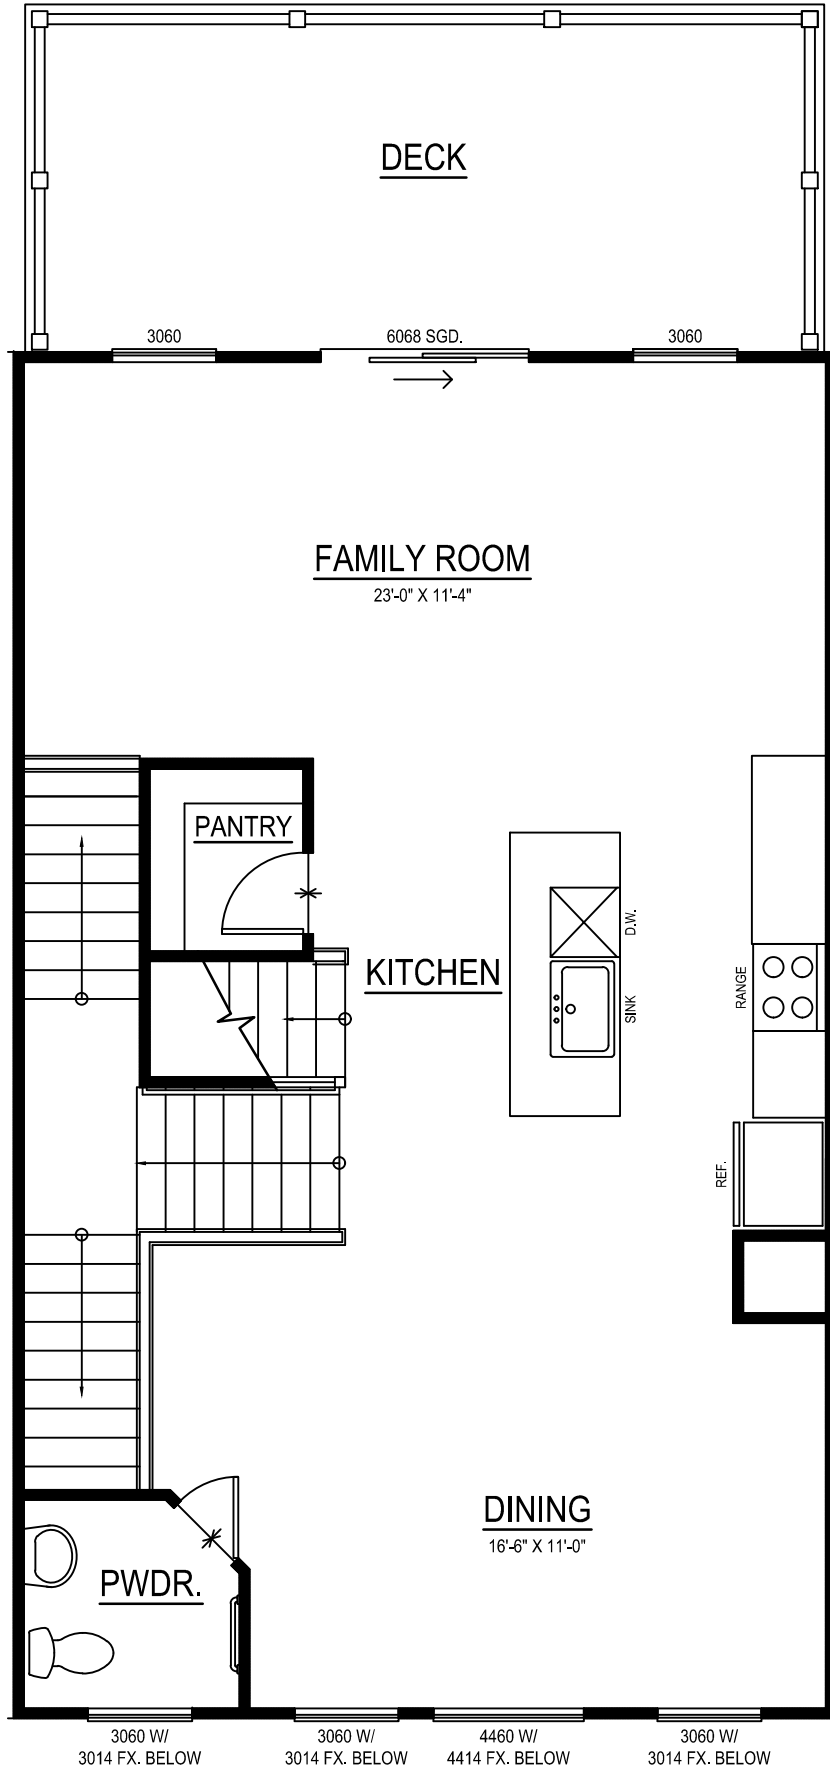 DECK
3060
6068 SGD.
3060
FAMILY ROOM
23'-0" X 11'-4"
PANTRY
D.W.
KITCHEN
RANGE
SINK
REF.
DINING
16'-6" X 11'-0"
PWDR.
3060 W/
3014 FX. BELOW
3060 W/
3014 FX. BELOW
4460 W/
4414 FX. BELOW
3060 W/
3014 FX. BELOW